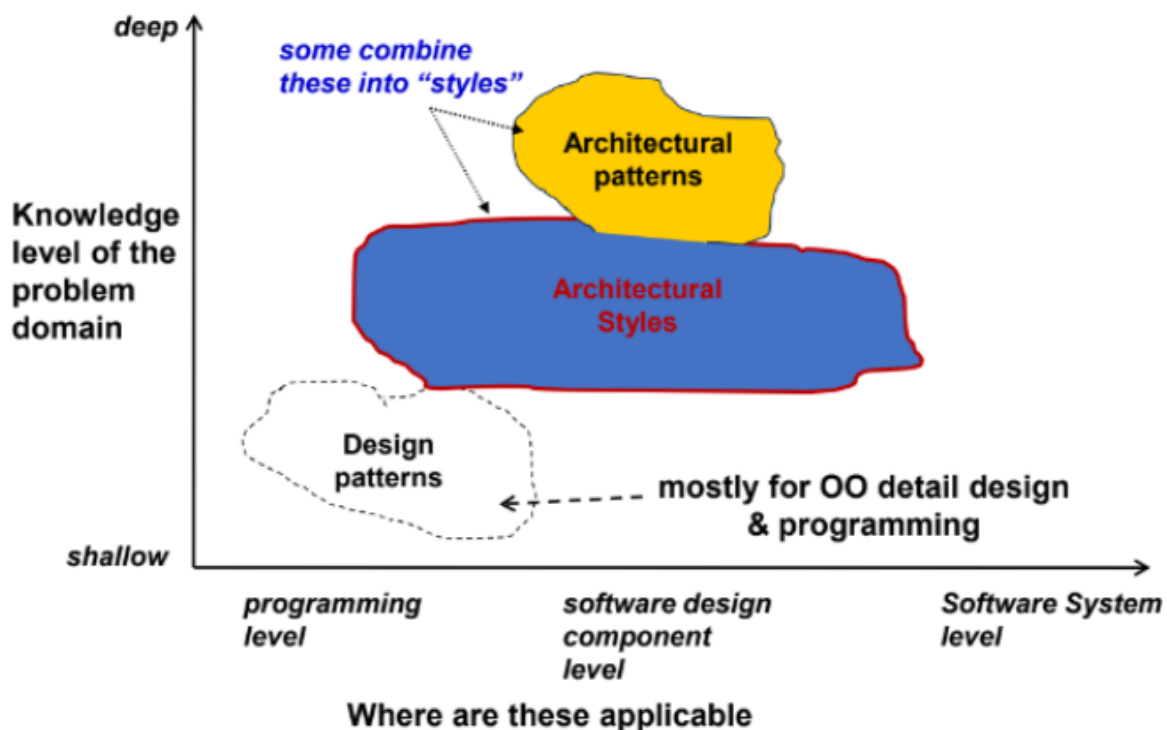 deep
some combine
these into “styles”
Architectural
patterns
Knowledge
level of the
problem
domain
Architectural
Styles
Design
patterns
mostly for OO detail design
& programming
shallow
programming
level
software design
component
level
Software System
level
Where are these applicable